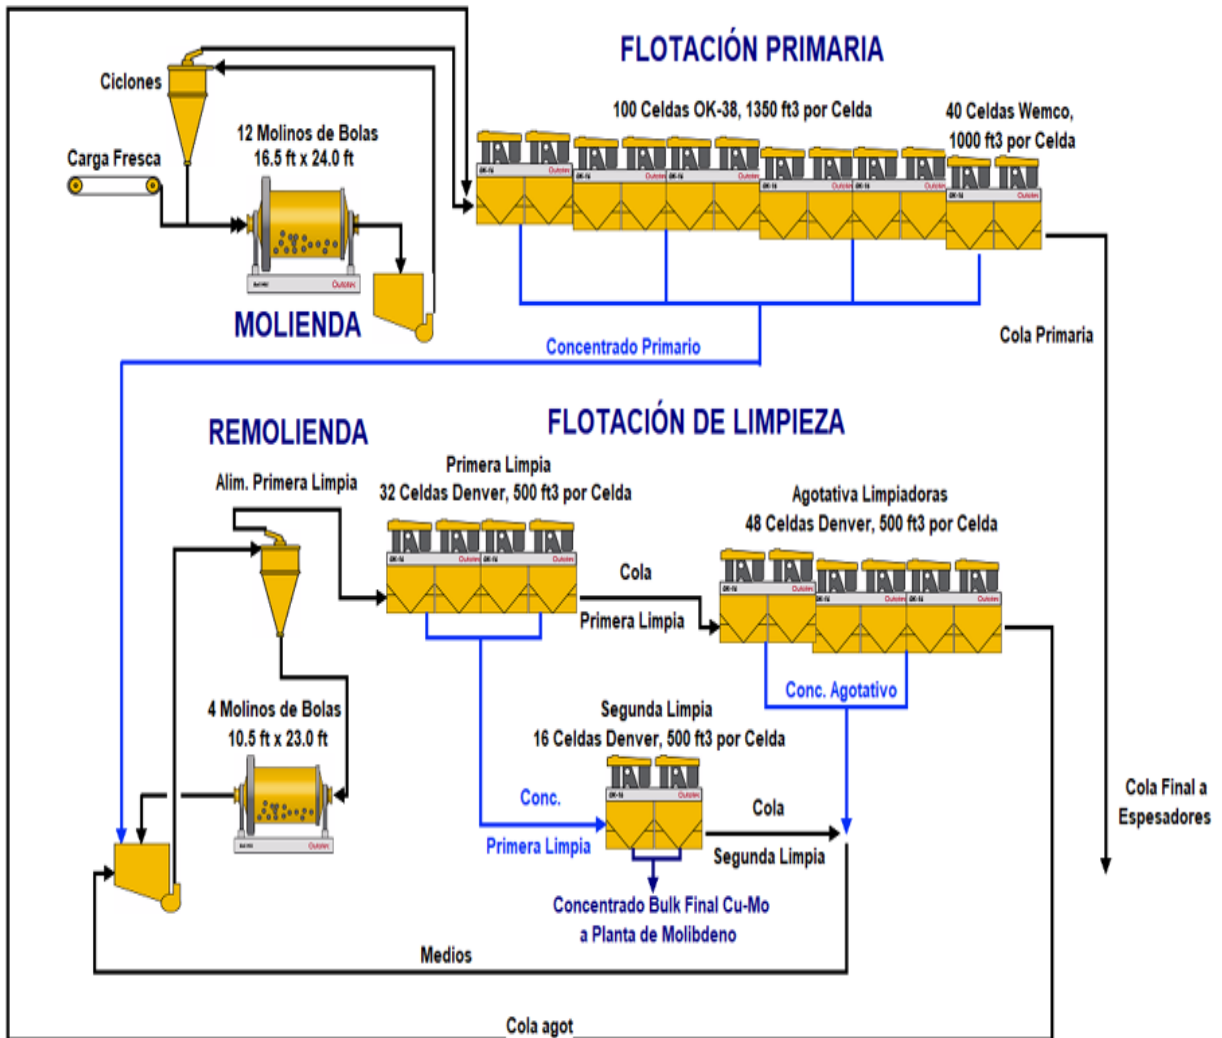 FLOTACIÓN PRIMARIA
Ciclones
100 Celdas OK-38, 1350 ft3 por Celda
40 Celdas Wemco,
1000 ft3 por Celda
12 Molinos de Bolas
16.5 ft x 24.0 ft
Carga Fresca
MOLIENDA
Outotec
Concentrado Primario
Cola Primaria
REMOLIENDA
FLOTACIÓN DE LIMPIEZA
Alim. Primera Limpia
Primera Limpia
32 Celdas Denver, 500 ft3 por Celda
Agotativa Limpiadoras
48 Celdas Denver, 500 ft3 por Celda
Cola
Primera Limpia
Conc. Agotativo
4 Molinos de Bolas
10.5 ft x 23.0 ft
Segunda Limpia
16 Celdas Denver, 500 ft3 por Celda
Conc.
Primera Limpia
Cola
Segunda Limpia
Cola Final a
Espesadores
Concentrado Bulk Final Cu-Mo
a Planta de Molibdeno
Medios
Cola agot